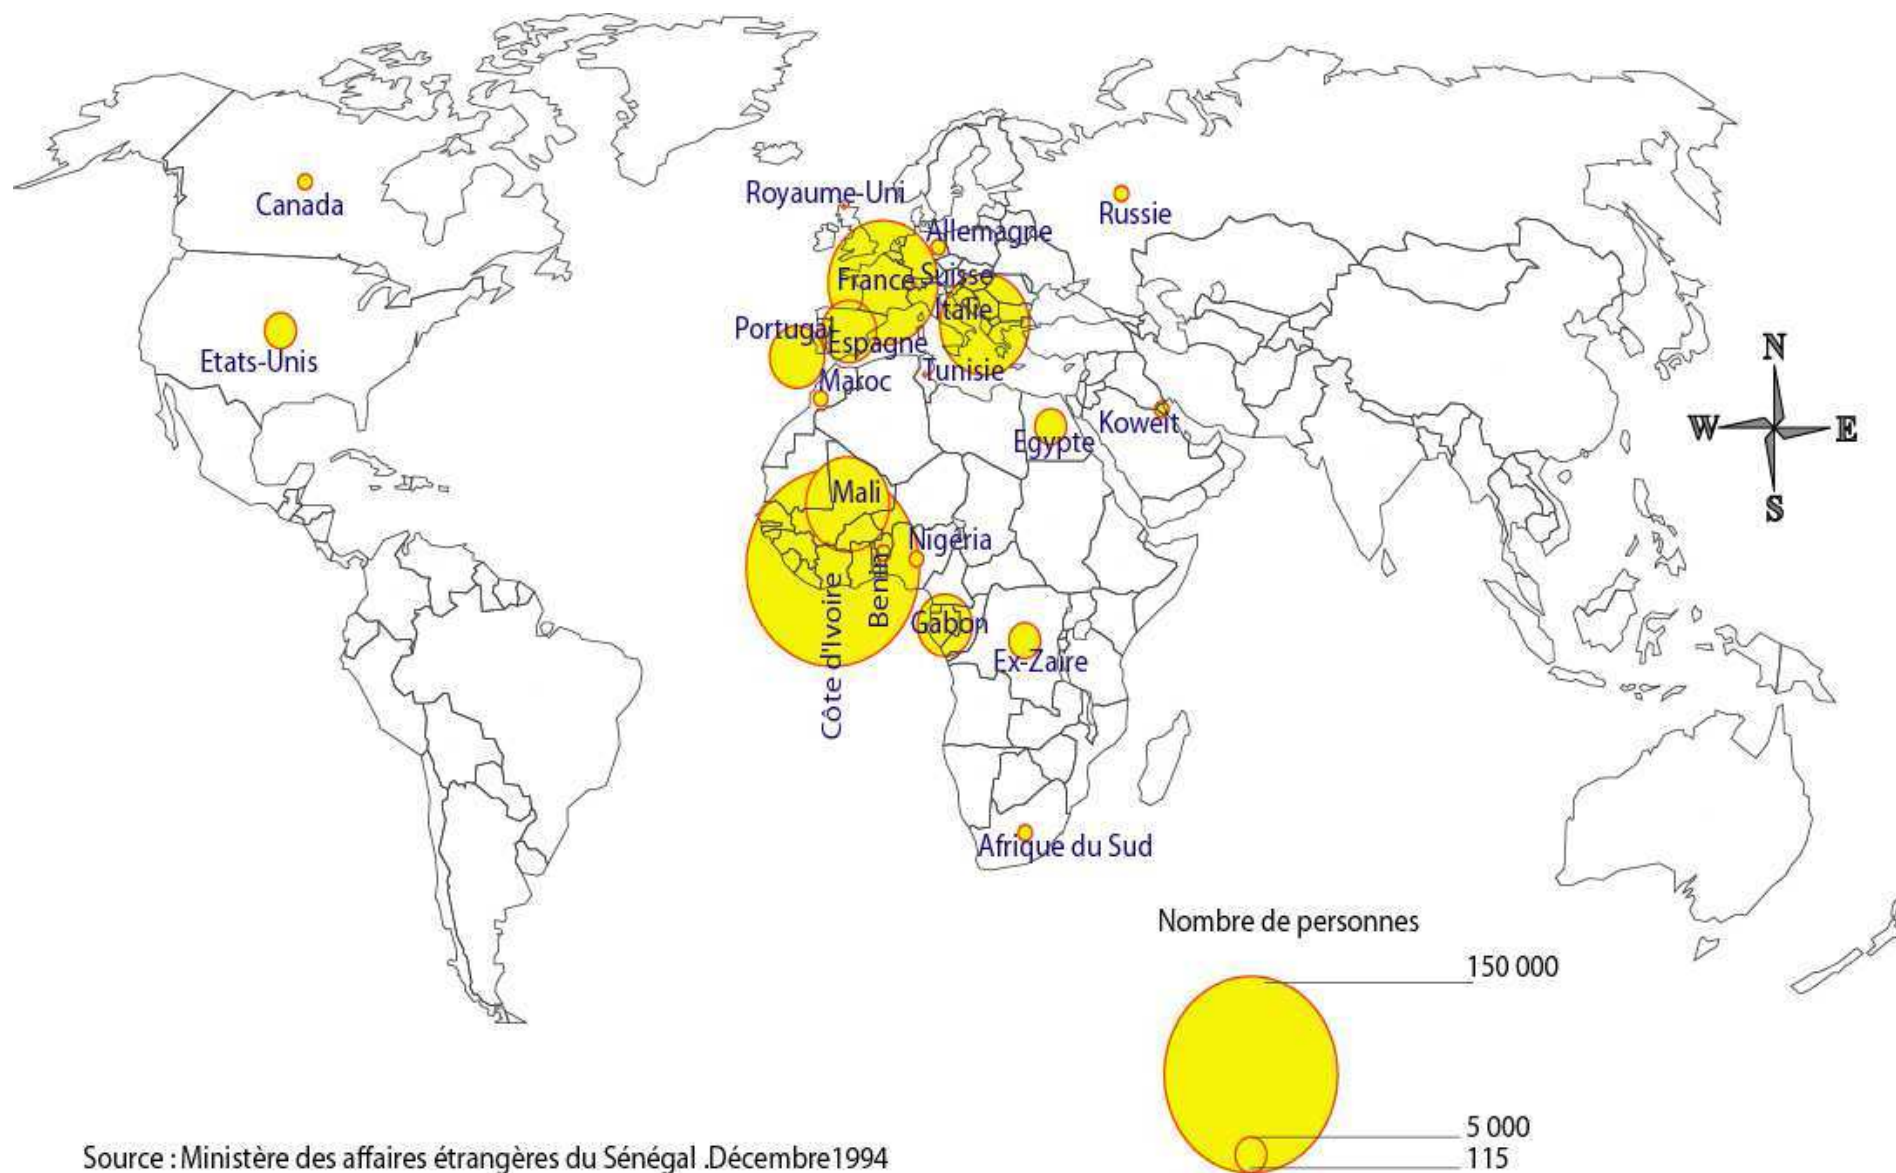 Canada
Royaume-Uni
Russie
Allemagne
France
Suisse
Italie
Etats-Unis
Portugal
Espagne
Tunisie
Maroc
Koweit
Egypte
N
W
E
S
Mali
Nigéria
Benin
Côte d'Ivoire
Gabon
Ex-Zaire
Afrique du Sud
Nombre de personnes
150 000
5 000
115
Source : Ministère des affaires étrangères du Sénégal .Décembre1994